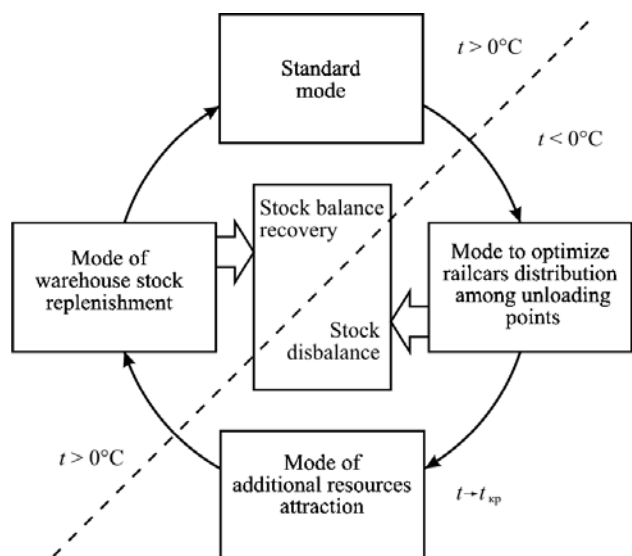 t > 0°C
Standard
mode
t < 0°C
Stock balance
recovery
Mode of
warehouse stock
replenishment
Mode to optimize
railcars distribution
among unloading
points
Stock
disbalance
t > 0°C
Mode of
additional resources
attraction
t→tкр